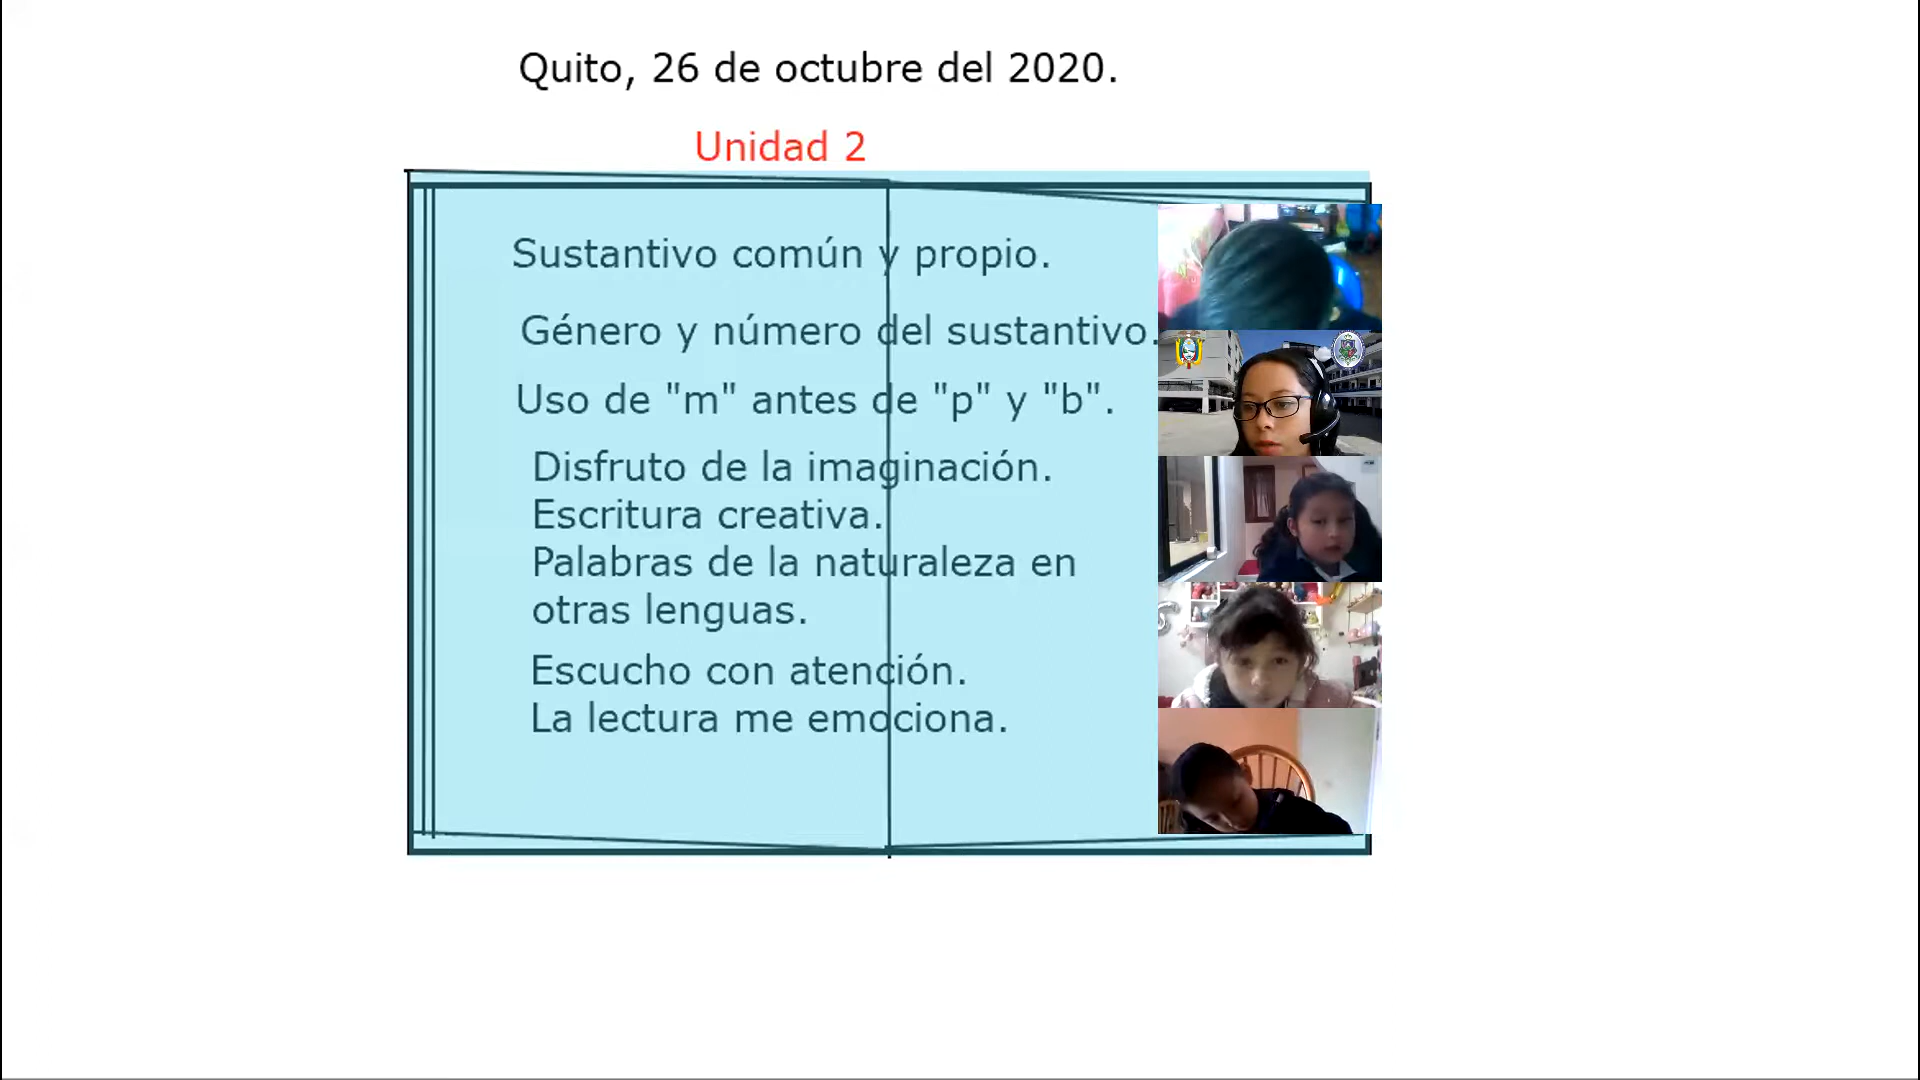 Quito, 26 de octubre del 2020.
Unidad 2
Sustantivo común y propio.
Género y número del sustantivo.
Uso de "m" antes de "p" y "b".
Disfruto de la imaginación.
Escritura creativa.
Palabras de la naturaleza en
otras lenguas.
Escucho con atención.
La lectura me emociona.